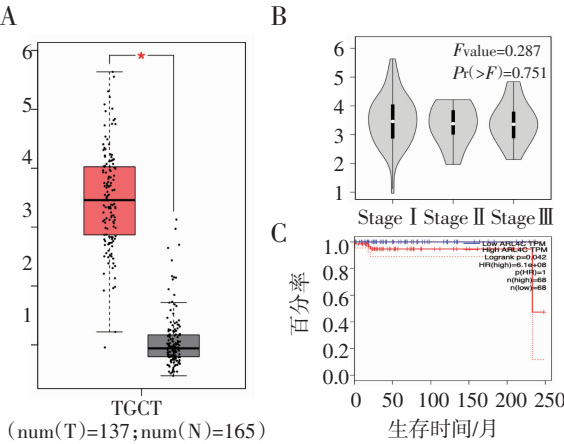 A
6
5
4
3
2
1
*
TGCT
(num(T)=137;num(N)=165)
B
6
5
4
3
2
1
Fvalue=0.287
Pr(>F)=0.751
Stage Ⅰ Stage Ⅱ Stage Ⅲ
C
1.0
0.8
0.6
0.4
0.2
0.0
百分率
Low ARL4C TPM
High ARL4C TPM
Logrank p=0.042
HR(high)=6.1e+08
p(HR)=1
n(high)=68
n(low)=68
0 50 100 150 200 250
生存时间/月